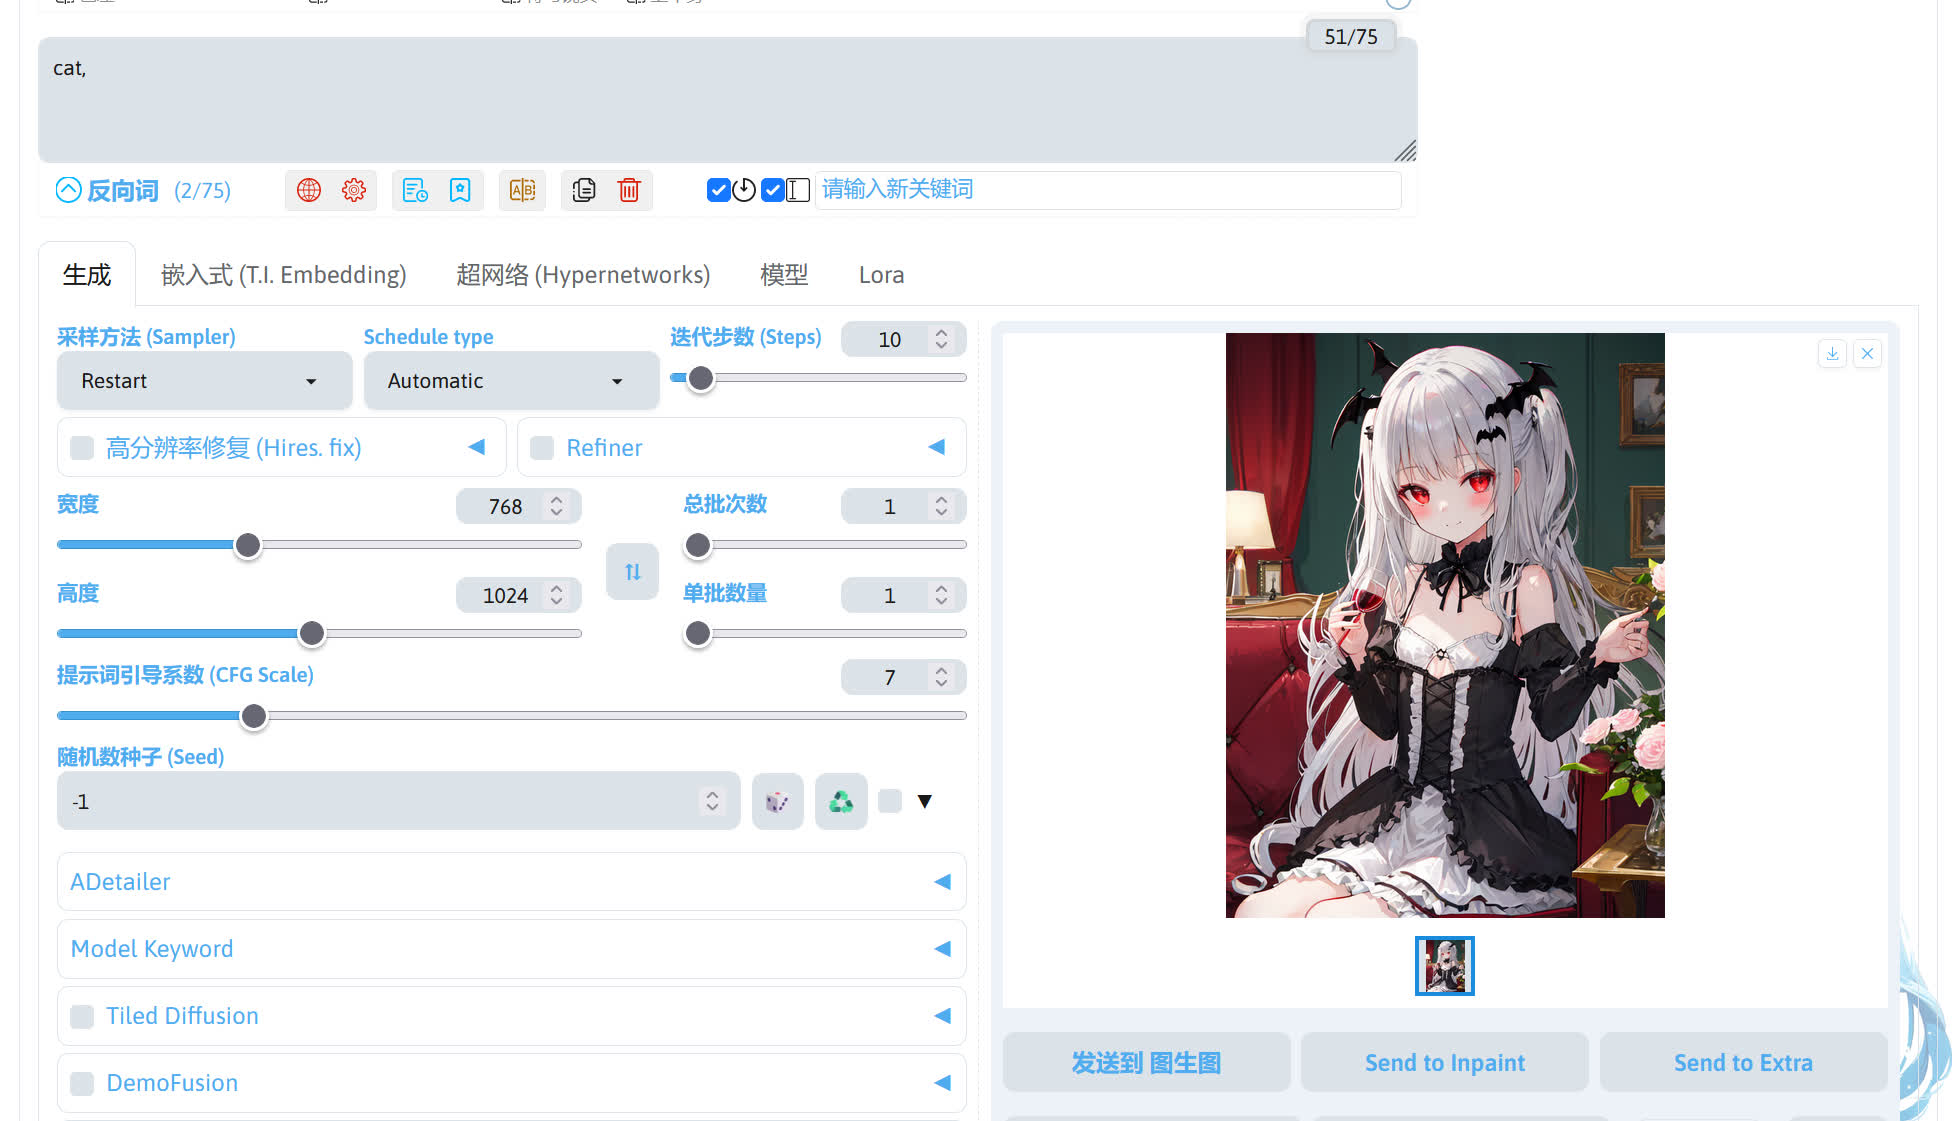 51/75
cat,
反向词 (2/75)
请输入新关键词
生成
嵌入式 (T.I. Embedding)
超网络 (Hypernetworks)
模型
Lora
采样方法 (Sampler)
Schedule type
迭代步数 (Steps)
10
Restart
Automatic
高分辨率修复 (Hires. fix)
Refiner
宽度
768
总批次数
1
高度
1024
单批数量
1
提示词引导系数 (CFG Scale)
7
随机数种子 (Seed)
-1
ADetailer
Model Keyword
Tiled Diffusion
DemoFusion
发送到 图生图
Send to Inpaint
Send to Extra